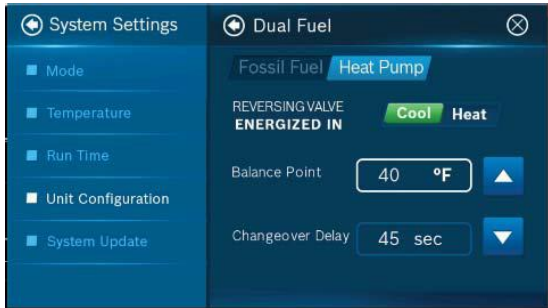 System Settings
Mode
Temperature
Run Time
Unit Configuration
System Update
Dual Fuel
Fossil Fuel Heat Pump
REVERSING VALVE
ENERGIZED IN
Cool Heat
Balance Point
40 ºF
Changeover Delay
45 sec